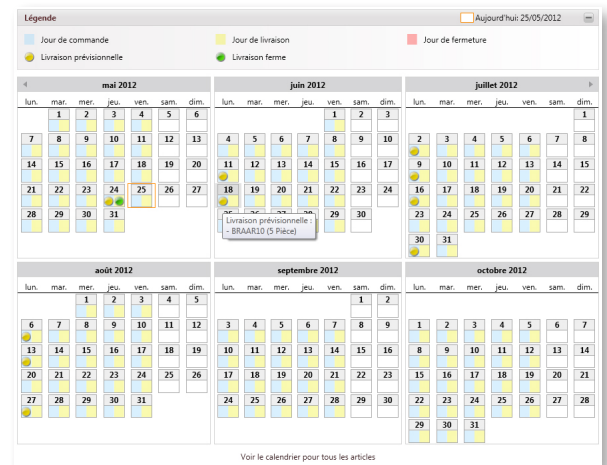 Légende
Aujourd'hui: 25/05/2012
Jour de commande
Jour de livraison
Jour de fermeture
Livraison prévisionnelle
Livraison ferme
mai 2012
lun. mar. mer. jeu. ven. sam. dim.
1 2 3 4 5 6
7 8 9 10 11 12 13
14 15 16 17 18 19 20
21 22 23 24 25 26 27
28 29 30 31
juin 2012
lun. mar. mer. jeu. ven. sam. dim.
1 2 3
4 5 6 7 8 9 10
11 12 13 14 15 16 17
18 19 20 21 22 23 24
29 30
Livraison prévisionnelle :
- BRAAR10 (5 Pièce)
juillet 2012
lun. mar. mer. jeu. ven. sam. dim.
1
2 3 4 5 6 7 8
9 10 11 12 13 14 15
16 17 18 19 20 21 22
23 24 25 26 27 28 29
30 31
août 2012
lun. mar. mer. jeu. ven. sam. dim.
1 2 3 4 5
6 7 8 9 10 11 12
13 14 15 16 17 18 19
20 21 22 23 24 25 26
27 28 29 30 31
septembre 2012
lun. mar. mer. jeu. ven. sam. dim.
1 2
3 4 5 6 7 8 9
10 11 12 13 14 15 16
17 18 19 20 21 22 23
24 25 26 27 28 29 30
octobre 2012
lun. mar. mer. jeu. ven. sam. dim.
1 2 3 4 5 6 7
8 9 10 11 12 13 14
15 16 17 18 19 20 21
22 23 24 25 26 27 28
29 30 31
Voir le calendrier pour tous les articles